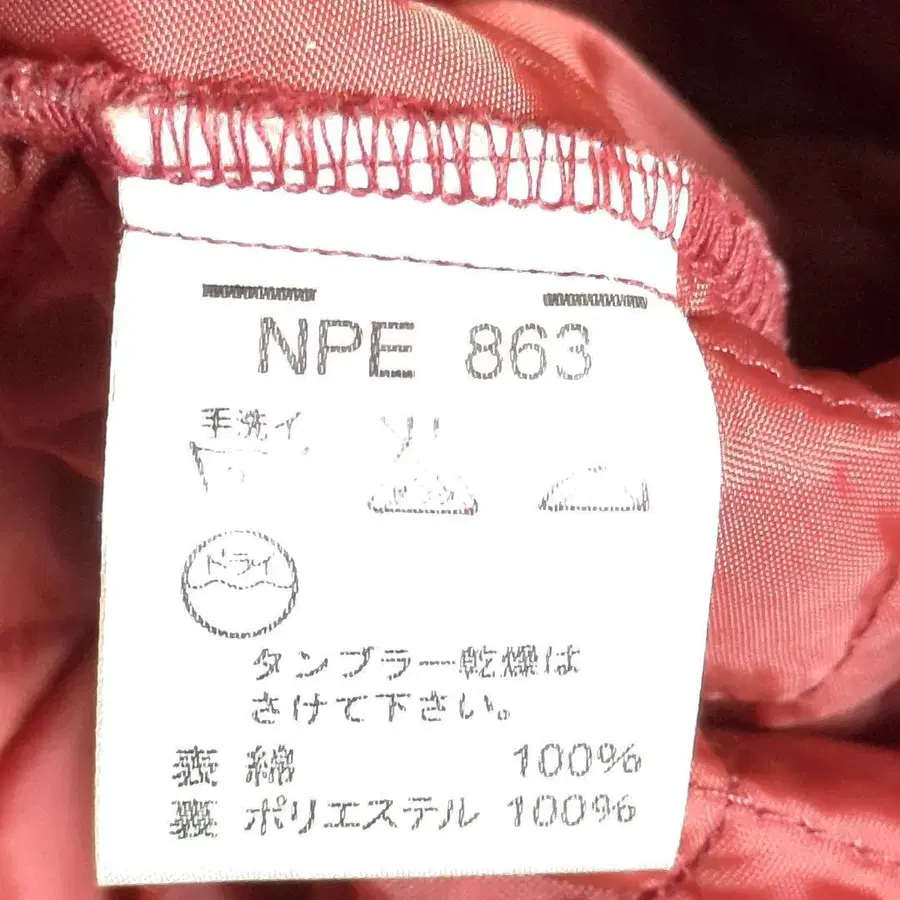 NPE 863
手洗イ
ドライ
タンブラー乾燥は
さけて下さい。
表 綿 100%
裏 ポリエステル 100%